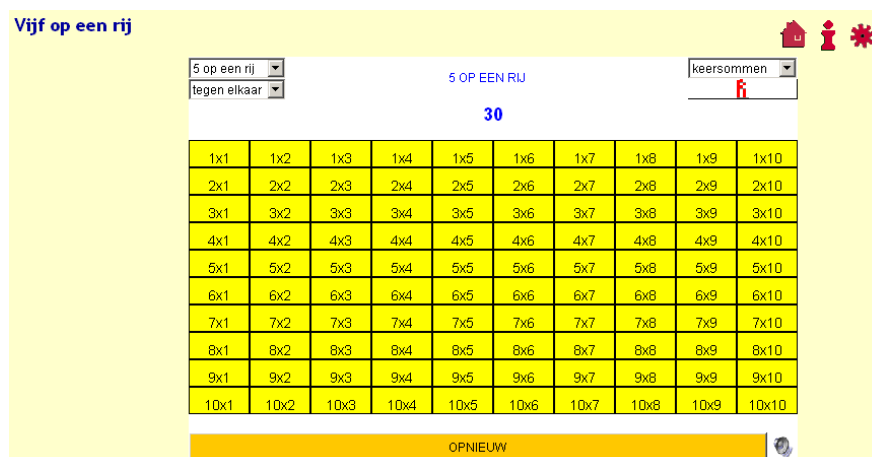 Vijf op een rij
5 op een rij
keersommen
5 OP EEN RIJ
tegen elkaar
30
1x1 1x2 1x3 1x4 1x5 1x6 1x7 1x8 1x9 1x10
2x1 2x2 2x3 2x4 2x5 2x6 2x7 2x8 2x9 2x10
3x1 3x2 3x3 3x4 3x5 3x6 3x7 3x8 3x9 3x10
4x1 4x2 4x3 4x4 4x5 4x6 4x7 4x8 4x9 4x10
5x1 5x2 5x3 5x4 5x5 5x6 5x7 5x8 5x9 5x10
6x1 6x2 6x3 6x4 6x5 6x6 6x7 6x8 6x9 6x10
7x1 7x2 7x3 7x4 7x5 7x6 7x7 7x8 7x9 7x10
8x1 8x2 8x3 8x4 8x5 8x6 8x7 8x8 8x9 8x10
9x1 9x2 9x3 9x4 9x5 9x6 9x7 9x8 9x9 9x10
10x1 10x2 10x3 10x4 10x5 10x6 10x7 10x8 10x9 10x10
OPNIEUW